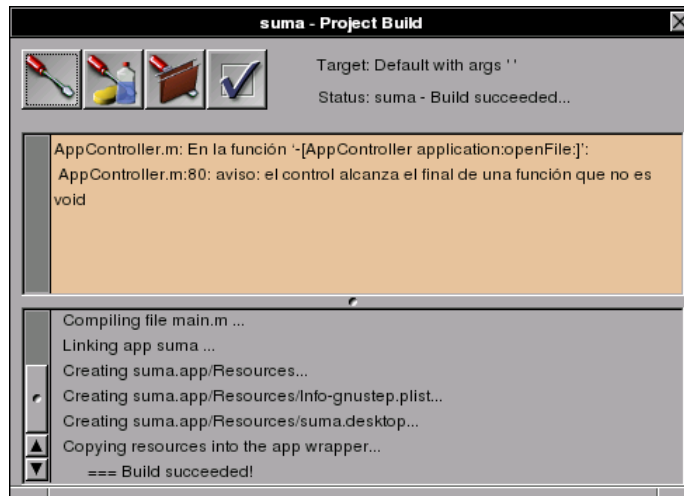 suma - Project Build
Target: Default with args ' '
Status: suma - Build succeeded...
AppController.m: En la función ‘-[AppController application:openFile:]’:
AppController.m:80: aviso: el control alcanza el final de una función que no es
void
Compiling file main.m ...
Linking app suma ...
Creating suma.app/Resources...
Creating suma.app/Resources/Info-gnustep.plist...
Creating suma.app/Resources/suma.desktop...
Copying resources into the app wrapper...
=== Build succeeded!